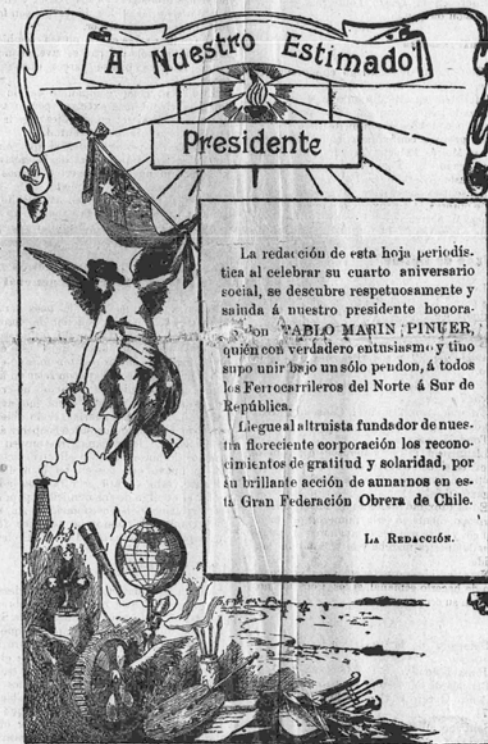 A Nuestro Estimado
Presidente
La redacción de esta hoja periodís-
tica al celebrar su cuarto aniversario
social, se descubre respetuosamente y
saluda á nuestro presidente honora-
don PABLO MARIN PINUER,
quién con verdadero entusiasmo y tino
supo unir bajo un sólo pendon, á todos
los Ferrocarrileros del Norte á Sur de
República.
Llegue al altruista fundador de nues-
tra floreciente corporación los recono-
cimientos de gratitud y solaridad, por
su brillante acción de aunarnos en es-
ta Gran Federación Obrera de Chile.
LA REDACCIÓN.